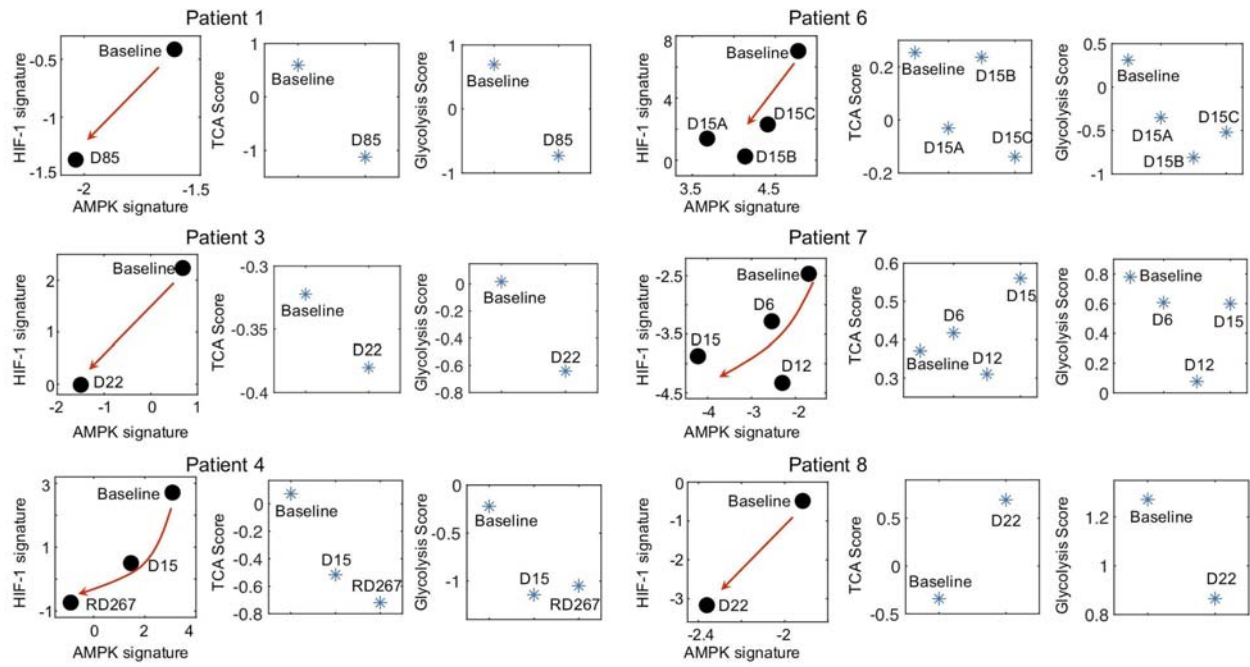 Patient 1
HIF-1 signature
-0.5
-1
-1.5
Baseline
D85
-2
-1.5
AMPK signature
TCA Score
1
0
-1
Baseline
D85
Glycolysis Score
1
0
-1
Baseline
D85
Patient 6
HIF-1 signature
8
4
0
Baseline
D15A
D15C
D15B
3.5
4.5
AMPK signature
TCA Score
0.2
0
-0.2
Baseline
D15B
D15A
D15C
Glycolysis Score
0.5
0
-0.5
-1
Baseline
D15A
D15C
D15B
Patient 3
HIF-1 signature
2
1
0
Baseline
D22
-2
-1
0
1
AMPK signature
TCA Score
-0.3
-0.35
-0.4
Baseline
D22
Glycolysis Score
0
-0.2
-0.4
-0.6
-0.8
Baseline
D22
Patient 7
HIF-1 signature
-2.5
-3.5
-4.5
Baseline
D6
D15
D12
-4
-3
-2
AMPK signature
TCA Score
0.6
0.5
0.4
0.3
D15
D6
Baseline
D12
Glycolysis Score
0.8
0.6
0.4
0.2
0
Baseline
D6
D15
D12
Patient 4
HIF-1 signature
3
1
-1
Baseline
D15
RD267
0
2
4
AMPK signature
TCA Score
0
-0.2
-0.4
-0.6
-0.8
Baseline
D15
RD267
Glycolysis Score
0
-0.5
-1
Baseline
D15
RD267
Patient 8
HIF-1 signature
0
-1
-2
-3
Baseline
D22
-2.4
-2
AMPK signature
TCA Score
0.5
0
-0.5
D22
Baseline
Glycolysis Score
1.2
1
0.8
Baseline
D22